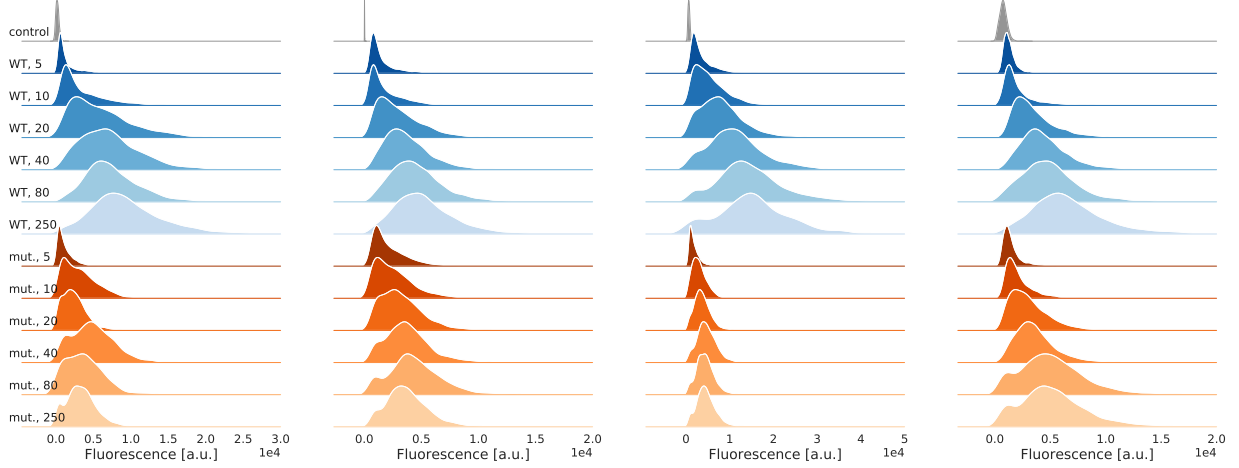 control
WT, 5
WT, 10
WT, 20
WT, 40
WT, 80
WT, 250
mut., 5
mut., 10
mut., 20
mut., 40
mut., 80
mut., 250
0.0 0.5 1.0 1.5 2.0 2.5 3.0
Fluorescence [a.u.] 1e4
0.0 0.5 1.0 1.5 2.0
Fluorescence [a.u.] 1e4
0 1 2 3 4 5
Fluorescence [a.u.] 1e4
0.0 0.5 1.0 1.5 2.0
Fluorescence [a.u.] 1e4